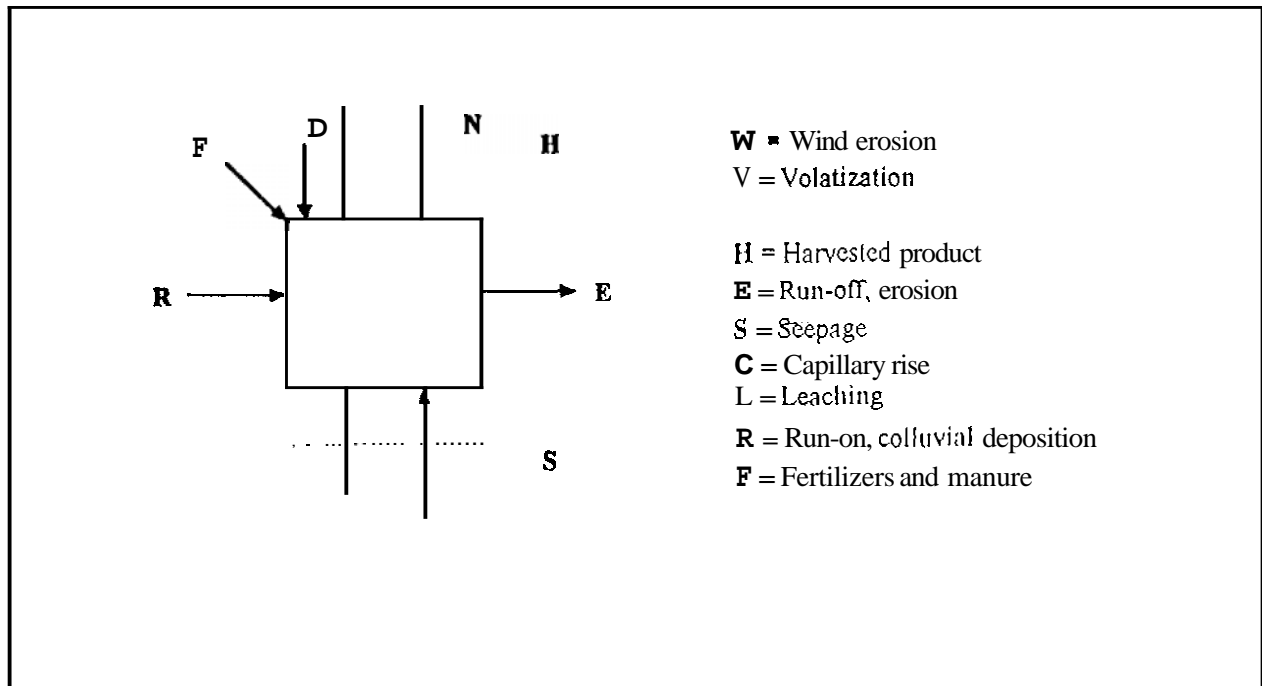 D
N
F
H
R
E
S
W = Wind erosion
V = Volatization
H = Harvested product
E = Run-off, erosion
S = Seepage
C = Capillary rise
L = Leaching
R = Run-on, colluvial deposition
F = Fertilizers and manure